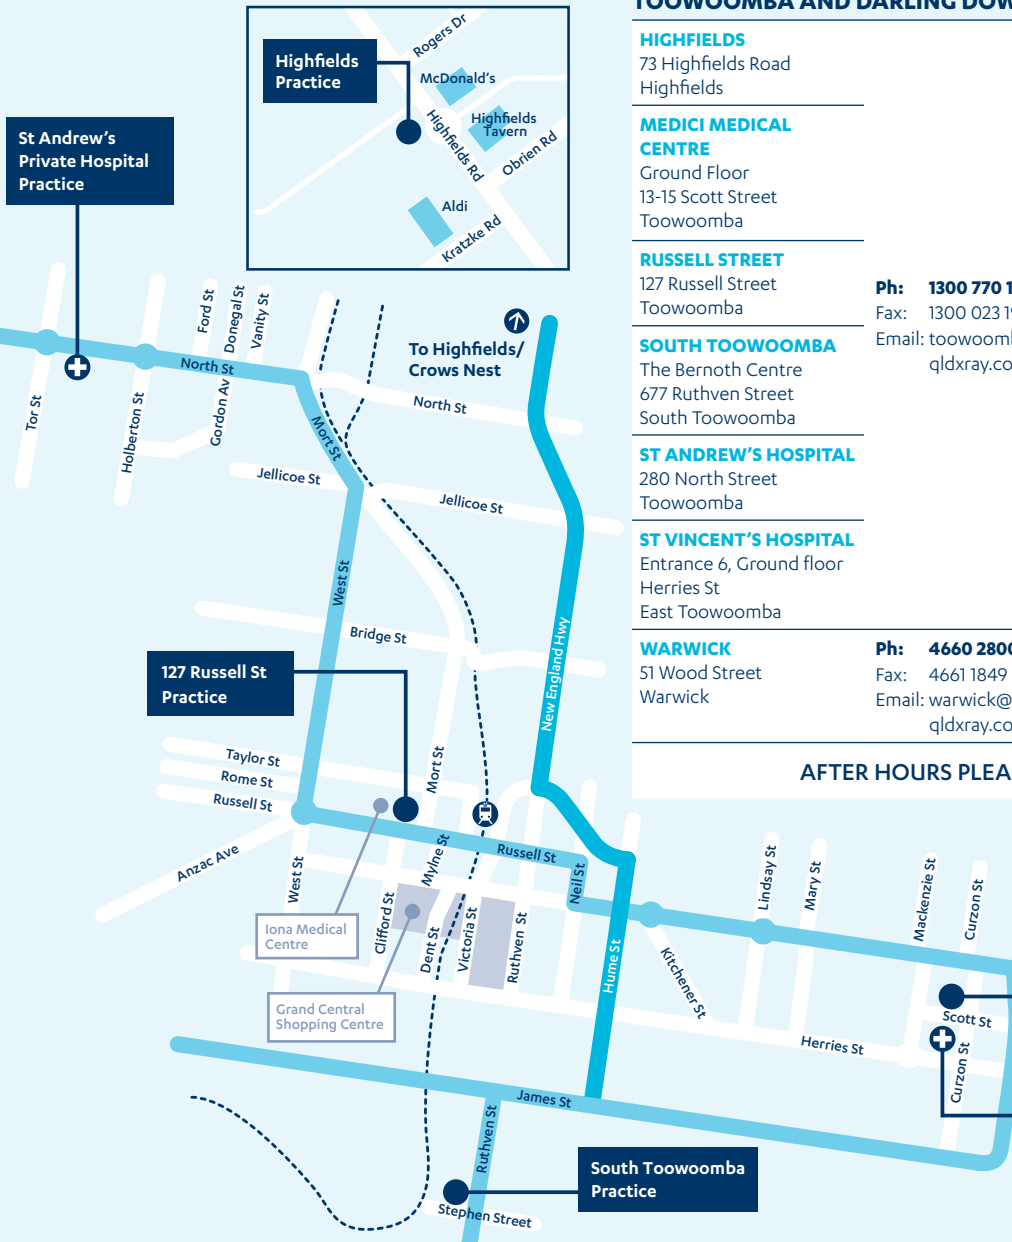 TOOWOOMBA AND DARLING DOW
HIGHFIELDS
73 Highfields Road
Highfields
MEDICI MEDICAL
CENTRE
Ground Floor
13-15 Scott Street
Toowoomba
RUSSELL STREET
127 Russell Street
Toowoomba
SOUTH TOOWOOMBA
The Bernoth Centre
677 Ruthven Street
South Toowoomba
ST ANDREW'S HOSPITAL
280 North Street
Toowoomba
ST VINCENT'S HOSPITAL
Entrance 6, Ground floor
Herries St
East Toowoomba
Ph: 1300 770 1
Fax: 1300 023 19
Email: toowoomb
qldxray.co
WARWICK
51 Wood Street
Warwick
Ph: 4660 2800
Fax: 4661 1849
Email: warwick@
qldxray.co
AFTER HOURS PLEA
Highfields
Practice
Rogers Dr
McDonald's
Highfields
Tavern
Highfields Rd
Obrien Rd
Aldi
Kratzke Rd
St Andrew's
Private Hospital
Practice
Ford St
Donegal St
Vanity St
To Highfields/
Crows Nest
North St
North St
Tor St
Holberton St
Gordon Av
Mort St
Jellicoe St
Jellicoe St
West St
Bridge St
New England Hwy
127 Russell St
Practice
Taylor St
Rome St
Russell St
Mort St
Anzac Ave
West St
Mylne St
Russell St
Neil St
Clifford St
Dent St
Victoria St
Ruthven St
Hume St
Kitchener St
Lindsay St
Mary St
Mackenzie St
Curzon St
Iona Medical
Centre
Grand Central
Shopping Centre
Scott St
Herries St
Curzon St
James St
Ruthven St
South Toowoomba
Practice
Stephen Street